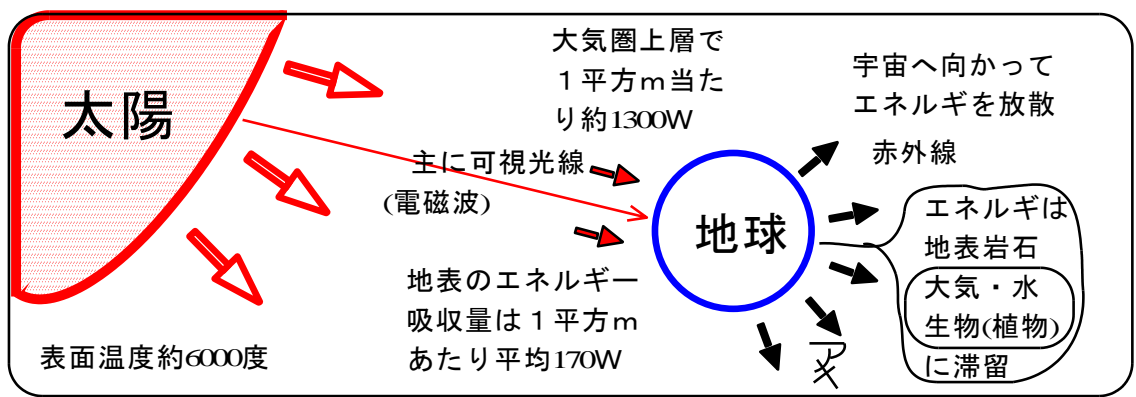 太陽
表面温度約6000度
大気圏上層で
１平方ｍ当た
り約1300W
主に可視光線
(電磁波)
地表のエネルギー
吸収量は１平方ｍ
あたり平均170W
地球
宇宙へ向かって
エネルギを放散
赤外線
エネルギは
地表岩石
大気・水
生物(植物)
に滞留